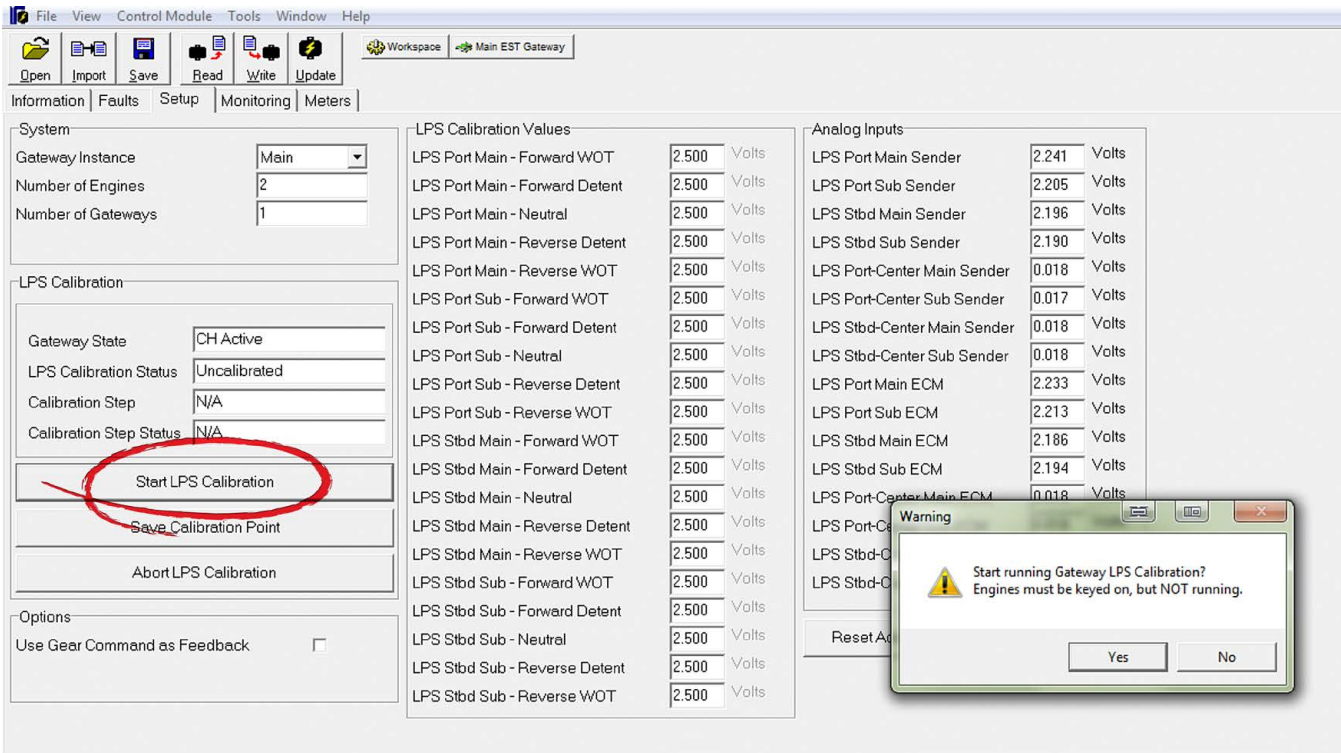 File View Control Module Tools Window Help
Open Import Save Read Write Update Workspace Main EST Gateway
Information Faults Setup Monitoring Meters
System
Gateway Instance Main
Number of Engines 2
Number of Gateways 1
LPS Calibration
Gateway State CH Active
LPS Calibration Status Uncalibrated
Calibration Step N/A
Calibration Step Status N/A
Start LPS Calibration
Save Calibration Point
Abort LPS Calibration
Options
Use Gear Command as Feedback
LPS Calibration Values
LPS Port Main - Forward WOT 2.500 Volts
LPS Port Main - Forward Detent 2.500 Volts
LPS Port Main - Neutral 2.500 Volts
LPS Port Main - Reverse Detent 2.500 Volts
LPS Port Main - Reverse WOT 2.500 Volts
LPS Port Sub - Forward WOT 2.500 Volts
LPS Port Sub - Forward Detent 2.500 Volts
LPS Port Sub - Neutral 2.500 Volts
LPS Port Sub - Reverse Detent 2.500 Volts
LPS Port Sub - Reverse WOT 2.500 Volts
LPS Stbd Main - Forward WOT 2.500 Volts
LPS Stbd Main - Forward Detent 2.500 Volts
LPS Stbd Main - Neutral 2.500 Volts
LPS Stbd Main - Reverse Detent 2.500 Volts
LPS Stbd Main - Reverse WOT 2.500 Volts
LPS Stbd Sub - Forward WOT 2.500 Volts
LPS Stbd Sub - Forward Detent 2.500 Volts
LPS Stbd Sub - Neutral 2.500 Volts
LPS Stbd Sub - Reverse Detent 2.500 Volts
LPS Stbd Sub - Reverse WOT 2.500 Volts
Analog Inputs
LPS Port Main Sender 2.241 Volts
LPS Port Sub Sender 2.205 Volts
LPS Stbd Main Sender 2.196 Volts
LPS Stbd Sub Sender 2.190 Volts
LPS Port-Center Main Sender 0.018 Volts
LPS Port-Center Sub Sender 0.017 Volts
LPS Stbd-Center Main Sender 0.018 Volts
LPS Stbd-Center Sub Sender 0.018 Volts
LPS Port Main ECM 2.233 Volts
LPS Port Sub ECM 2.213 Volts
LPS Stbd Main ECM 2.186 Volts
LPS Stbd Sub ECM 2.194 Volts
LPS Port-Center Main ECM 0.018 Volts
LPS Port-Ce
LPS Stbd-C
LPS Stbd-C
Reset
Warning
Start running Gateway LPS Calibration?
Engines must be keyed on, but NOT running.
Yes No